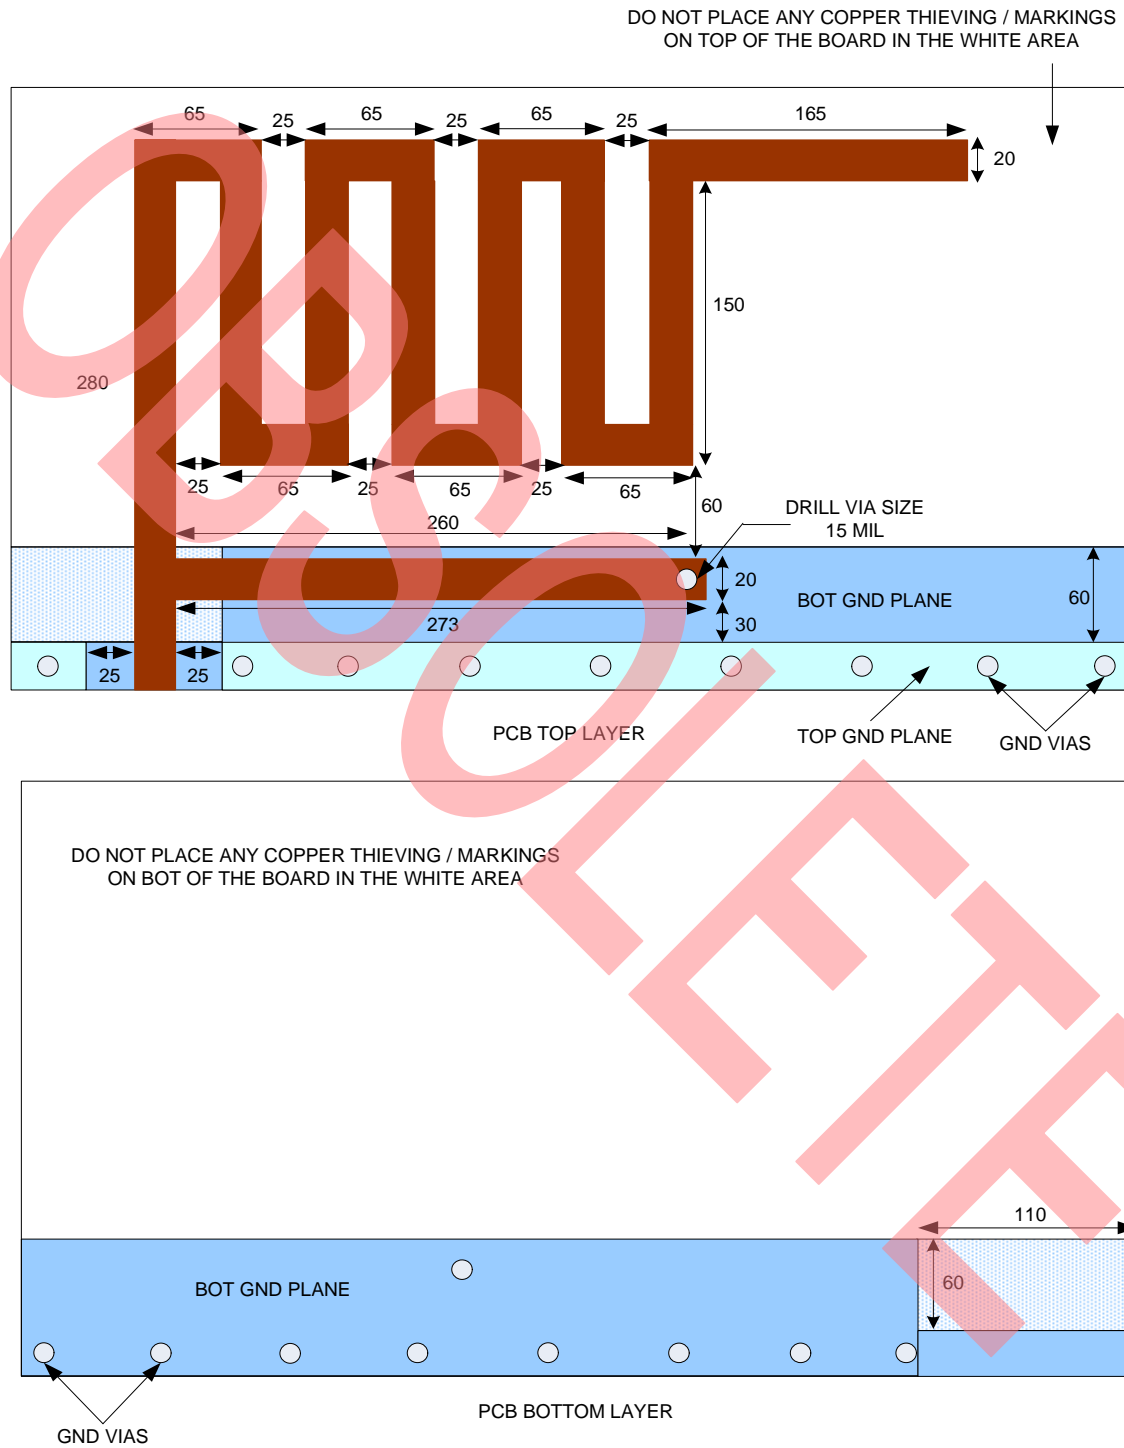 DO NOT PLACE ANY COPPER THIEVING / MARKINGS
ON TOP OF THE BOARD IN THE WHITE AREA
65
25
65
25
65
25
165
20
150
280
25
65
25
65
25
65
60
260
DRILL VIA SIZE
15 MIL
20
BOT GND PLANE
60
273
30
25
25
PCB TOP LAYER
TOP GND PLANE
GND VIAS
DO NOT PLACE ANY COPPER THIEVING / MARKINGS
ON BOT OF THE BOARD IN THE WHITE AREA
110
60
BOT GND PLANE
PCB BOTTOM LAYER
GND VIAS
OBSOLETE